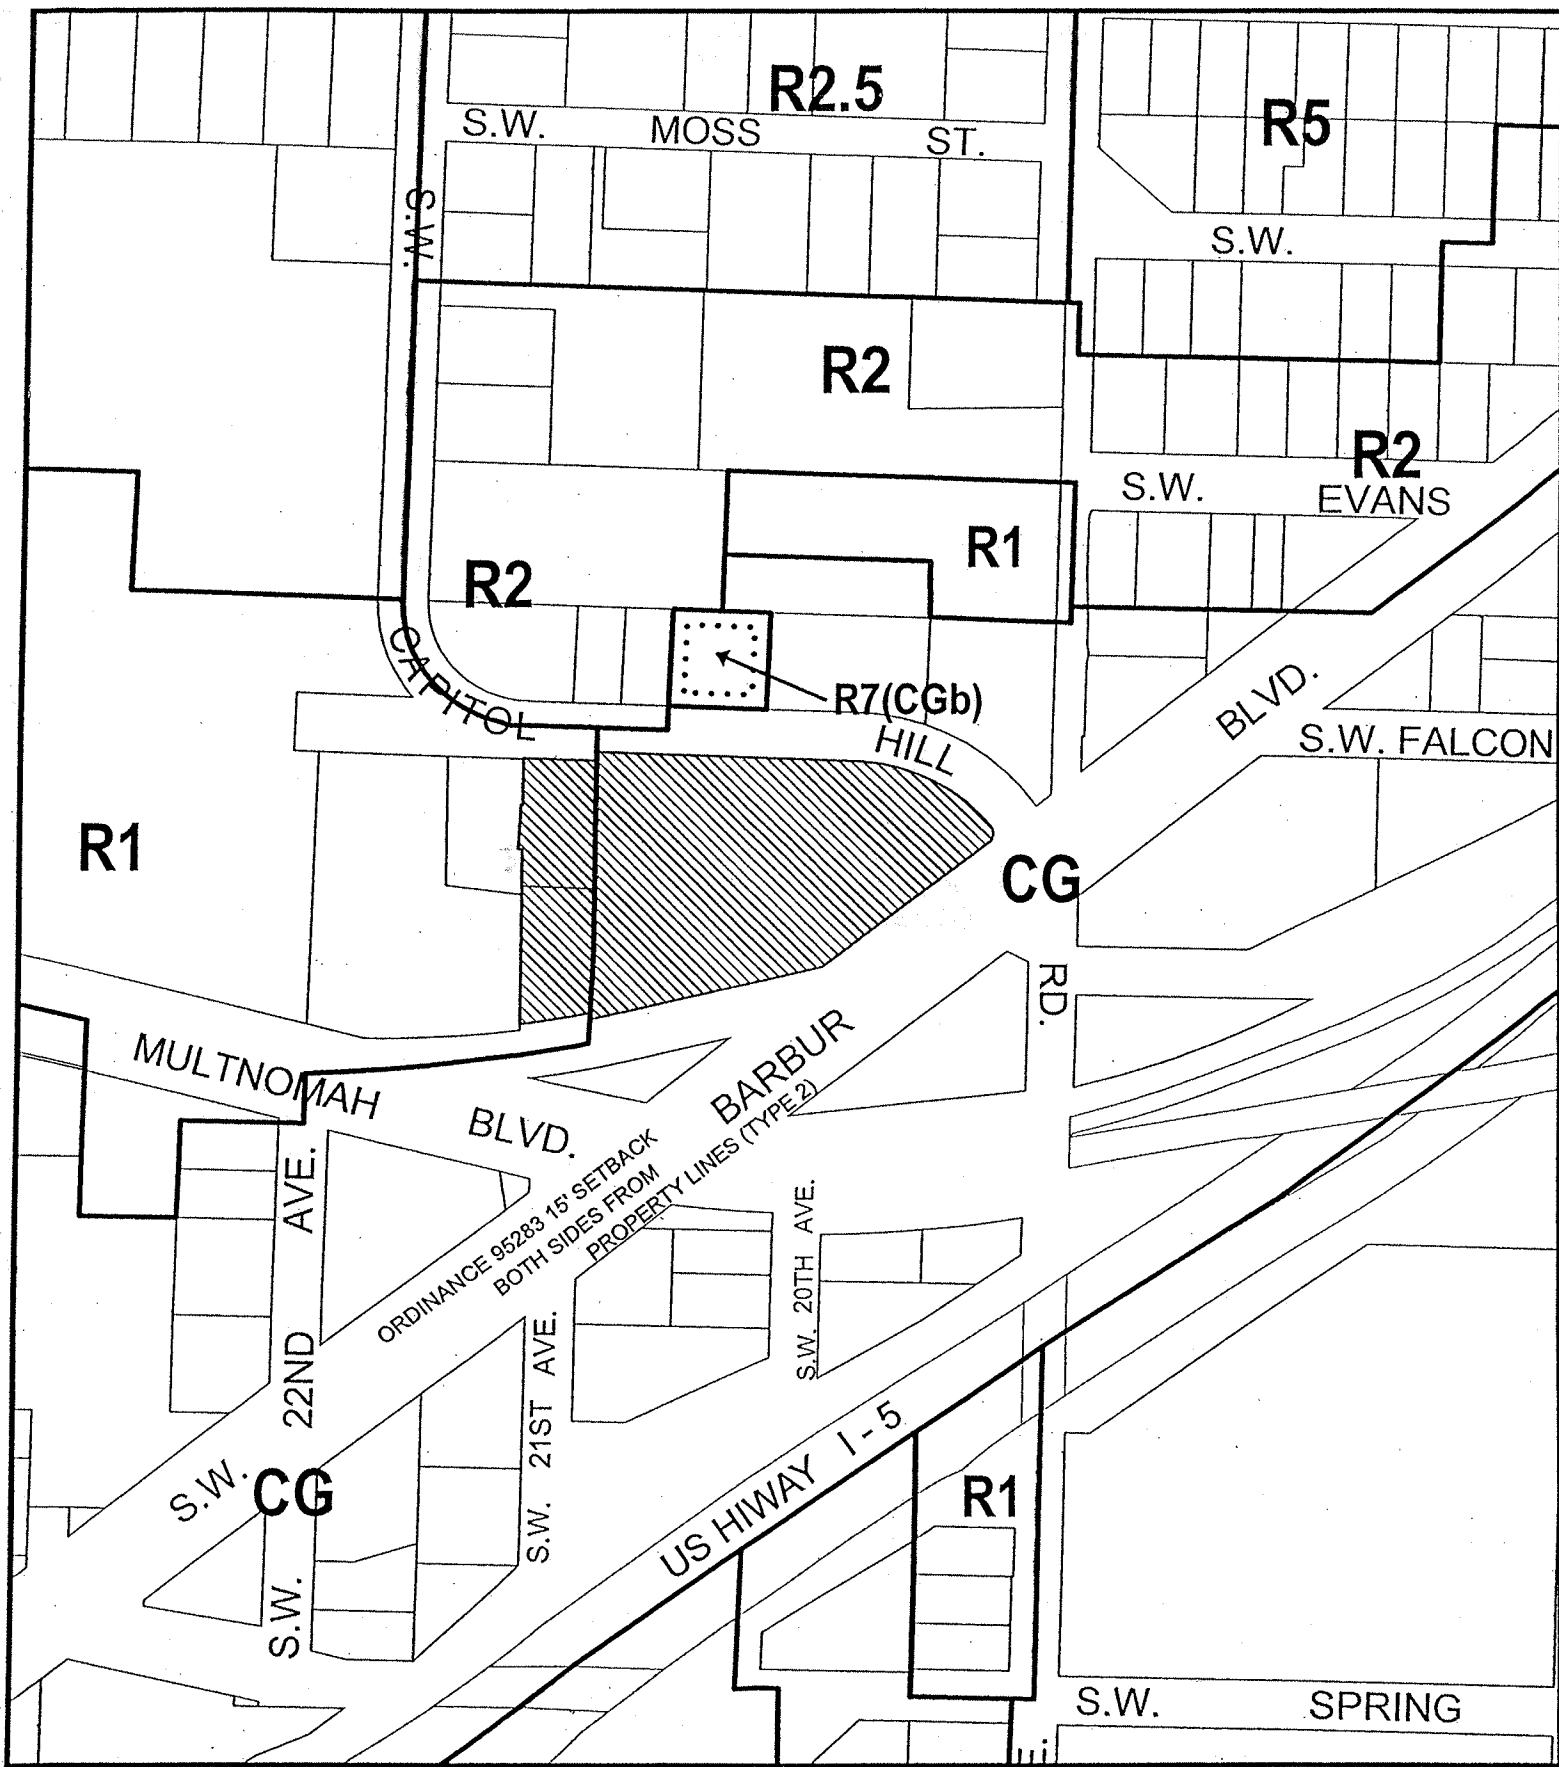 R2.5
R5
S.W. MOSS ST.
S.W.
S.W.
R2
R2
S.W. EVANS
R1
R2
CAPITOL
R7(CGb)
HILL
BLVD.
S.W. FALCON
R1
CG
RD.
MULTNOMAH
BLVD.
BARBUR
ORDINANCE 95283 15' SETBACK
BOTH SIDES FROM
PROPERTY LINES (TYPE 2)
AVE.
22ND
S.W. 20TH AVE.
S.W. 21ST AVE.
S.W.
CG
S.W.
US HIWAY I - 5
R1
S.W. SPRING